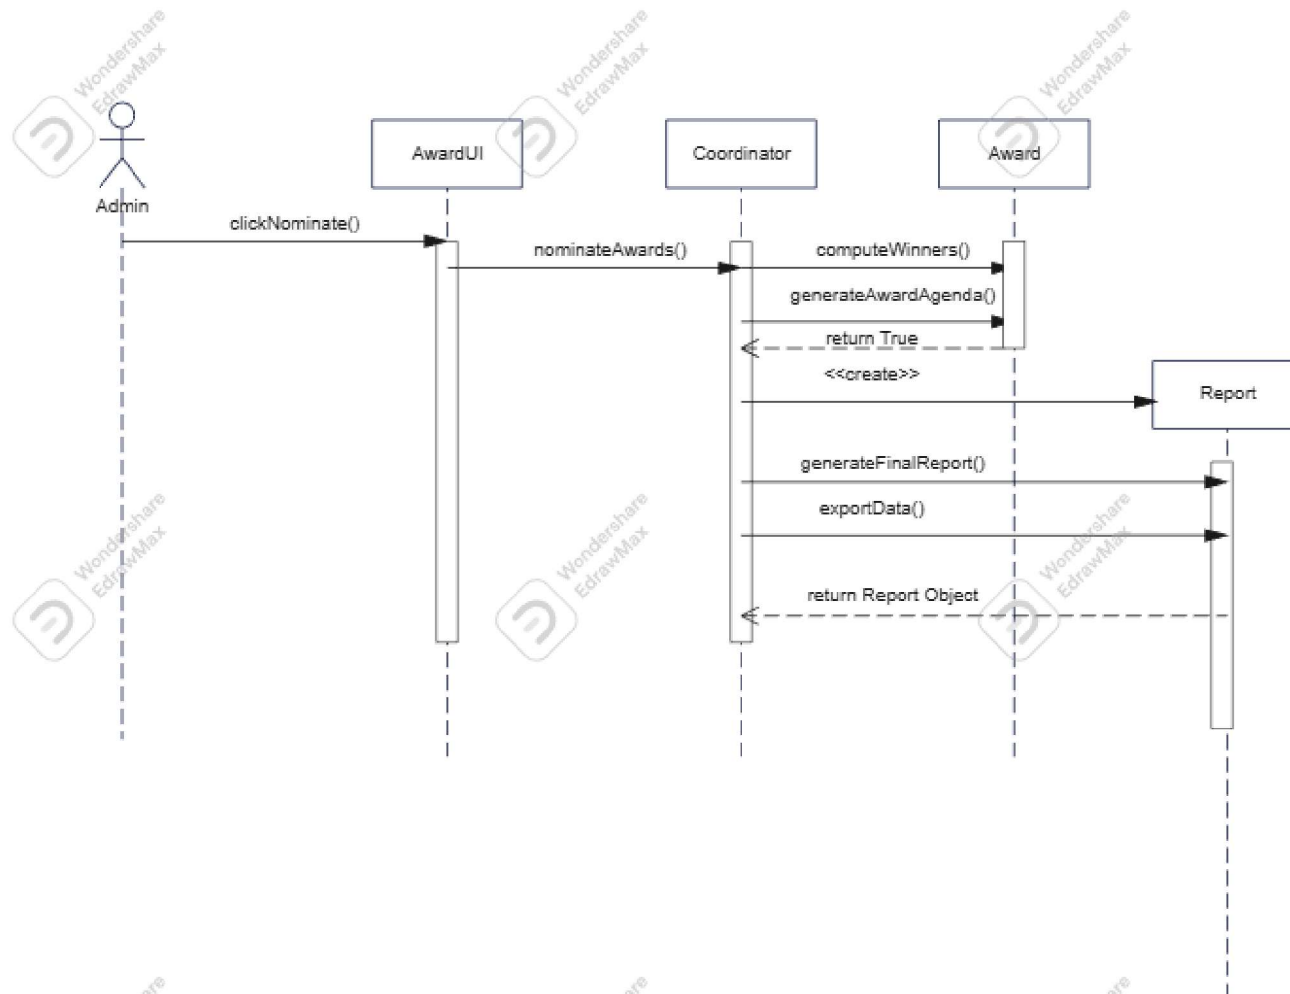 Wondershare
EdrawMax
Wondershare
EdrawMax
Wondershare
EdrawMax
Admin
AwardUI
Coordinator
Award
clickNominate()
nominateAwards()
computeWinners()
generateAwardAgenda()
return True
<<create>>
Report
generateFinalReport()
exportData()
Wondershare
EdrawMax
Wondershare
EdrawMax
Wondershare
EdrawMax
return Report Object